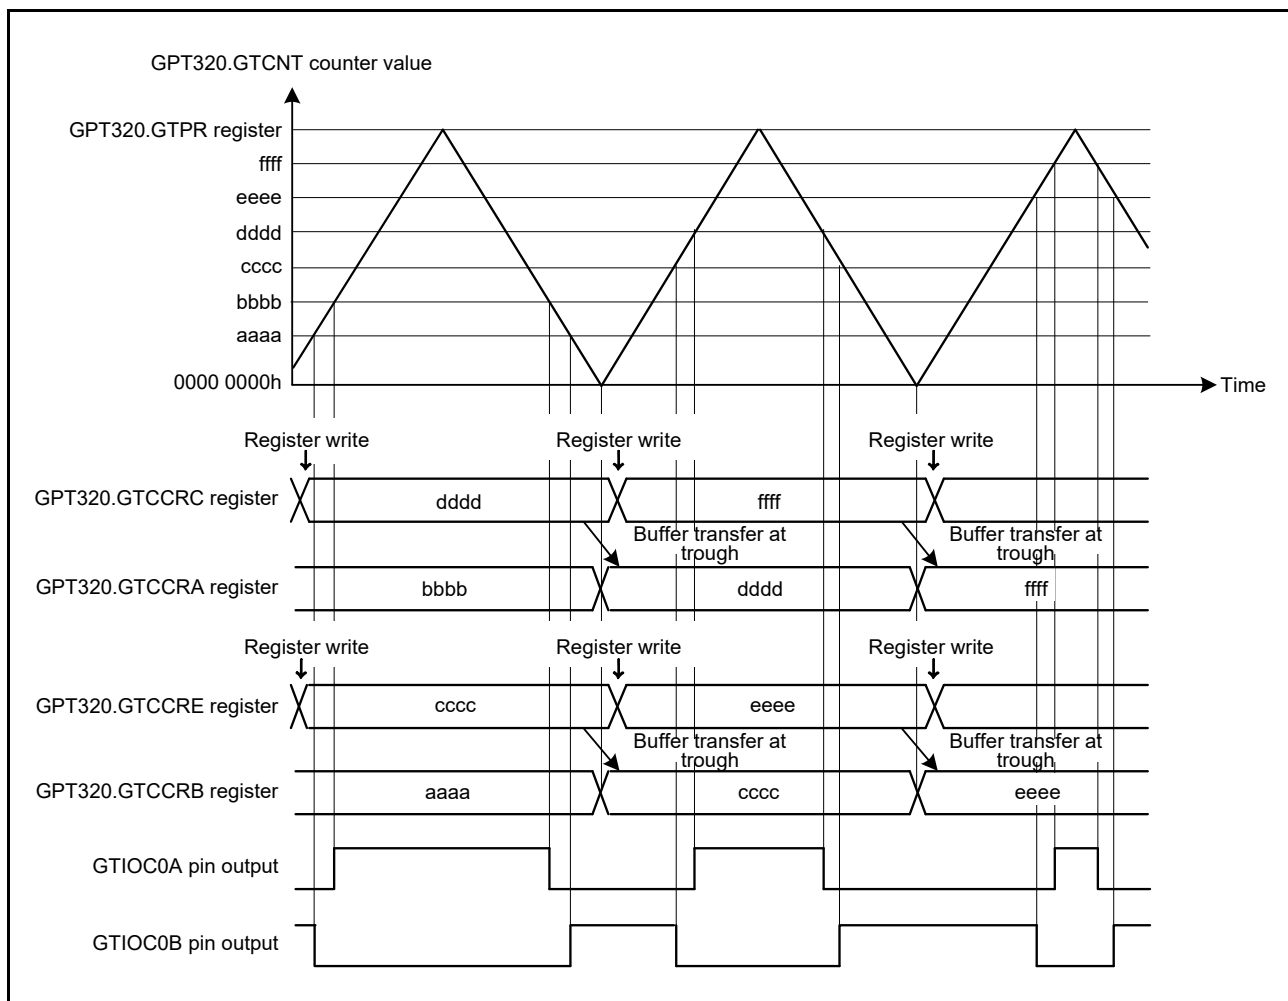 GPT320.GTCNT counter value
GPT320.GTPR register
ffff
eeee
dddd
cccc
bbbb
aaaa
0000 0000h
Time
Register write Register write Register write
GPT320.GTCCRC register dddd ffff
Buffer transfer at trough Buffer transfer at trough
GPT320.GTCCRA register bbbb dddd ffff
Register write Register write Register write
GPT320.GTCCRE register cccc eeee
Buffer transfer at trough Buffer transfer at trough
GPT320.GTCCRB register aaaa cccc eeee
GTIOC0A pin output
GTIOC0B pin output